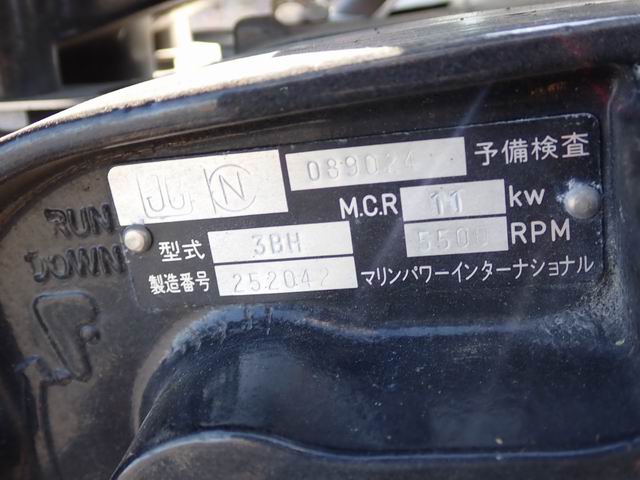 JG N 089024 予備検査
M.C.R 11 kw
型式 3BH 5500 RPM
製造番号 252042 マリンパワーインターナショナル
RUN
DOWN